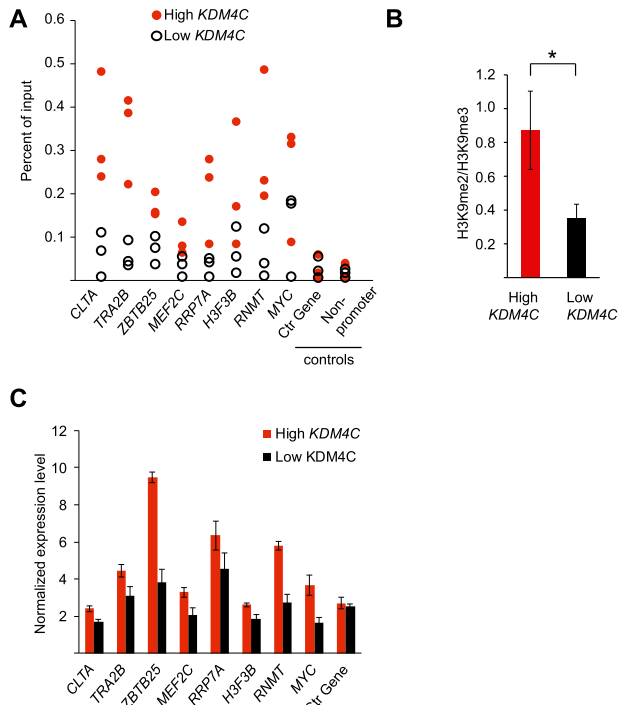 A
High KDM4C
Low KDM4C
Percent of input
0.6
0.5
0.4
0.3
0.2
0.1
CLTA
TRA2B
ZBTB25
MEF2C
RRP7A
H3F3B
RNMT
MYC
Ctr Gene
Non-
promoter
controls
B
*
H3K9me2/H3K9me3
1.2
1.0
0.8
0.6
0.4
0.2
High
KDM4C
Low
KDM4C
C
High KDM4C
Low KDM4C
Normalized expression level
12
10
8
6
4
2
CLTA
TRA2B
ZBTB25
MEF2C
RRP7A
H3F3B
RNMT
MYC
Ctr Gene